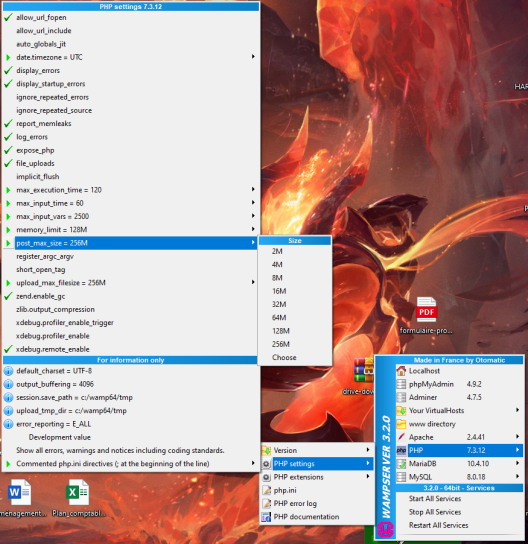 PHP settings 7.3.12
allow_url_fopen
allow_url_include
auto_globals_jit
date.timezone = UTC
display_errors
display_startup_errors
ignore_repeated_errors
ignore_repeated_source
report_memleaks
log_errors
expose_php
file_uploads
implicit_flush
max_execution_time = 120
max_input_time = 60
max_input_vars = 2500
memory_limit = 128M
post_max_size = 256M
register_argc_argv
short_open_tag
upload_max_filesize = 256M
zend.enable_gc
zlib.output_compression
xdebug.profiler_enable_trigger
xdebug.profiler_enable
xdebug.remote_enable
For information only
default_charset = UTF-8
output_buffering = 4096
session.save_path = c:/wamp64/tmp
upload_tmp_dir = c:/wamp64/tmp
error_reporting = E_ALL
Development value
Show all errors, warnings and notices including coding standards.
Commented php.ini directives (; at the beginning of the line)
Size
2M
4M
8M
16M
32M
64M
128M
256M
Choose
HAR
PDF
formulaire-pro...
drive-dow
Version
PHP settings
PHP extensions
php.ini
PHP error log
PHP documentation
WAMPSERVER 3.2.0
Made in France by Otomatic
Localhost
phpMyAdmin 4.9.2
Adminer 4.7.5
Your VirtualHosts
www directory
Apache 2.4.41
php PHP 7.3.12
MariaDB 10.4.10
MySQL 8.0.18
3.2.0 - 64bit - Services
Start All Services
Stop All Services
Restart All Services
menagement...
Plan_comptabl...